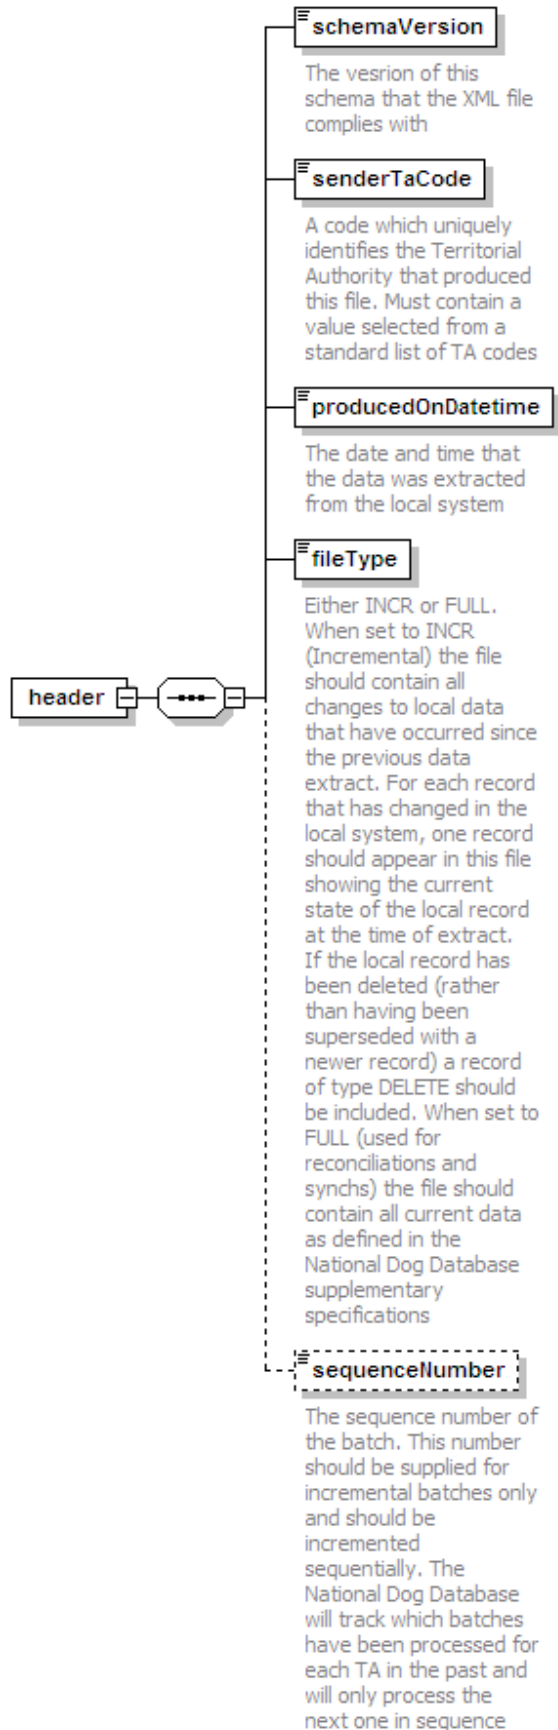 schemaVersion
The vesrion of this
schema that the XML file
complies with
senderTaCode
A code which uniquely
identifies the Territorial
Authority that produced
this file. Must contain a
value selected from a
standard list of TA codes
producedOnDatetime
The date and time that
the data was extracted
from the local system
fileType
Either INCR or FULL.
When set to INCR
(Incremental) the file
should contain all
changes to local data
that have occurred since
the previous data
extract. For each record
that has changed in the
local system, one record
should appear in this file
showing the current
state of the local record
at the time of extract.
If the local record has
been deleted (rather
than having been
superseded with a
newer record) a record
of type DELETE should
be included. When set to
FULL (used for
reconciliations and
synchs) the file should
contain all current data
as defined in the
National Dog Database
supplementary
specifications
header
sequenceNumber
The sequence number of
the batch. This number
should be supplied for
incremental batches only
and should be
incremented
sequentially. The
National Dog Database
will track which batches
have been processed for
each TA in the past and
will only process the
next one in sequence